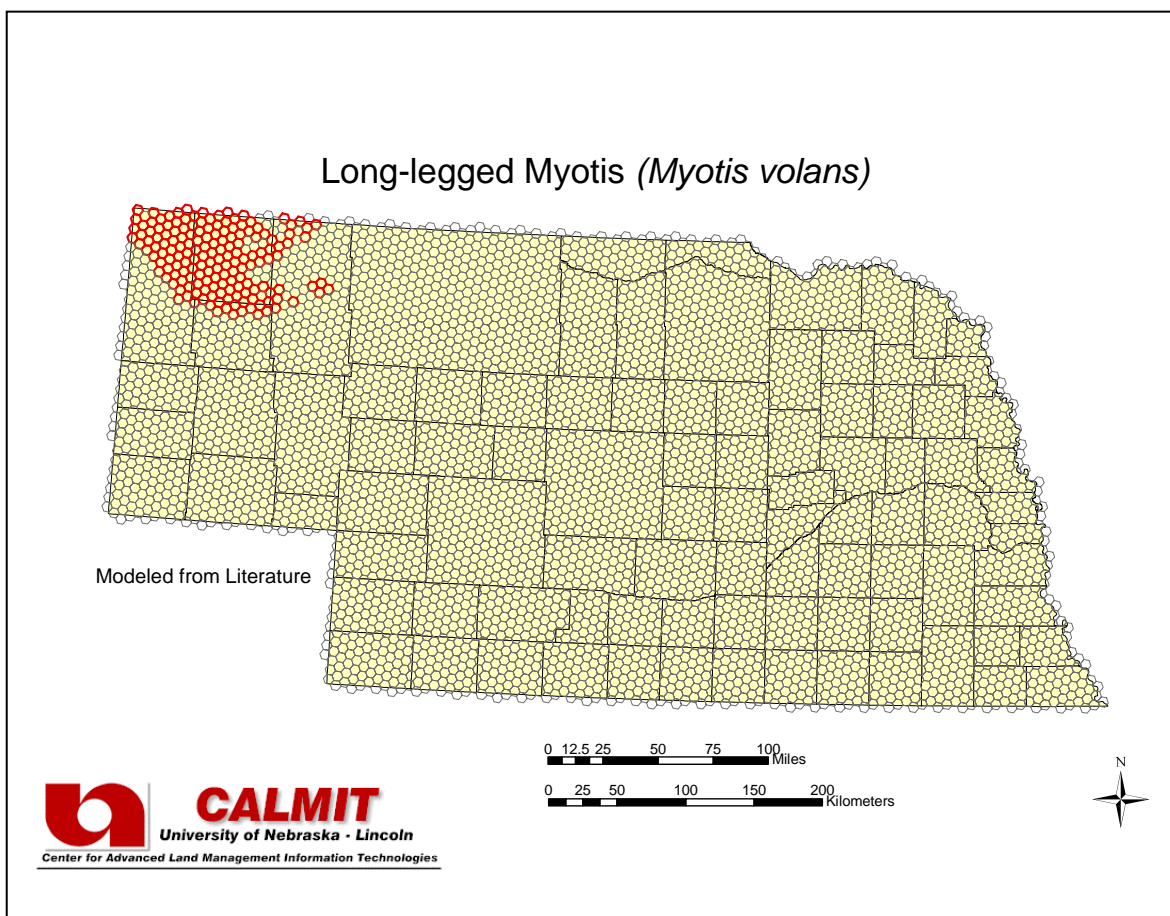 Long-legged Myotis (Myotis volans)
Modeled from Literature
0 12.5 25 50 75 100
Miles
0 25 50 100 150 200
Kilometers
N
CALMIT
University of Nebraska - Lincoln
Center for Advanced Land Management Information Technologies